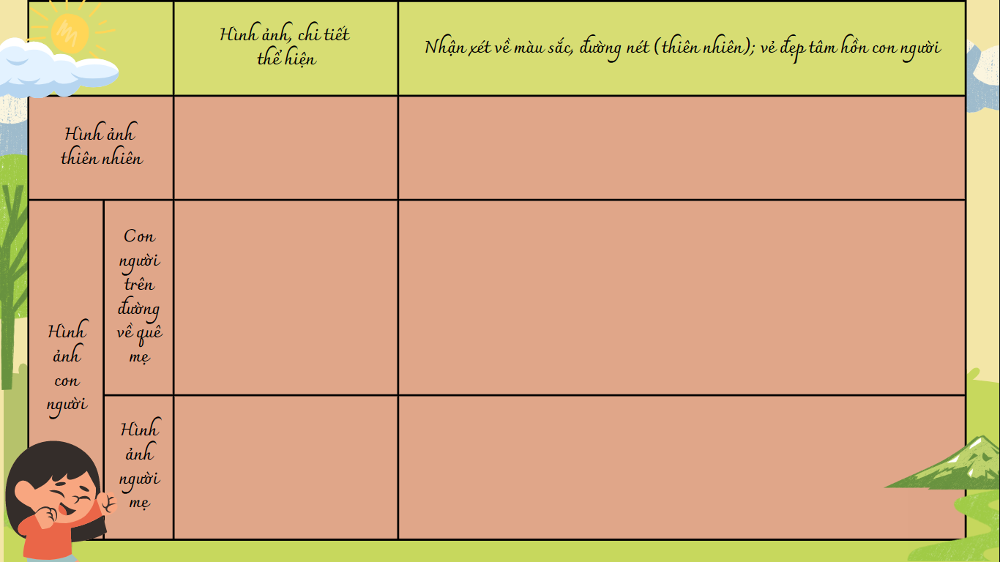 Hình ảnh, chi tiết
thể hiện
Nhận xét về màu sắc, đường nét (thiên nhiên); vẻ đẹp tâm hồn con người
Hình ảnh
thiên nhiên
Hình
ảnh
con
người
Con
người
trên
đường
về quê
mẹ
Hình
ảnh
người
mẹ